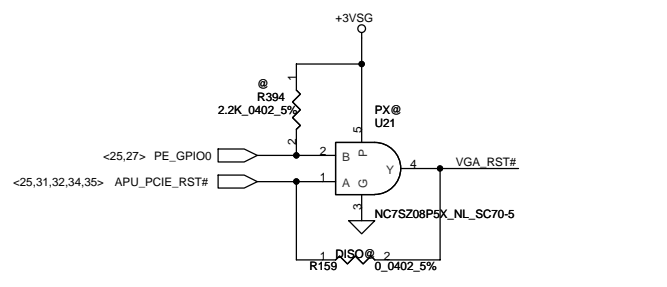 +3VSG
1
@
R394
2.2K_0402_5%
PX@
U21
5
2
<25,27> PE_GPIO0
2
B
P
4
VGA_RST#
Y
<25,31,32,34,35> APU_PCIE_RST#
1
A
G
3
NC7SZ08P5X_NL_SC70-5
1
DISO@
2
R159
0_0402_5%